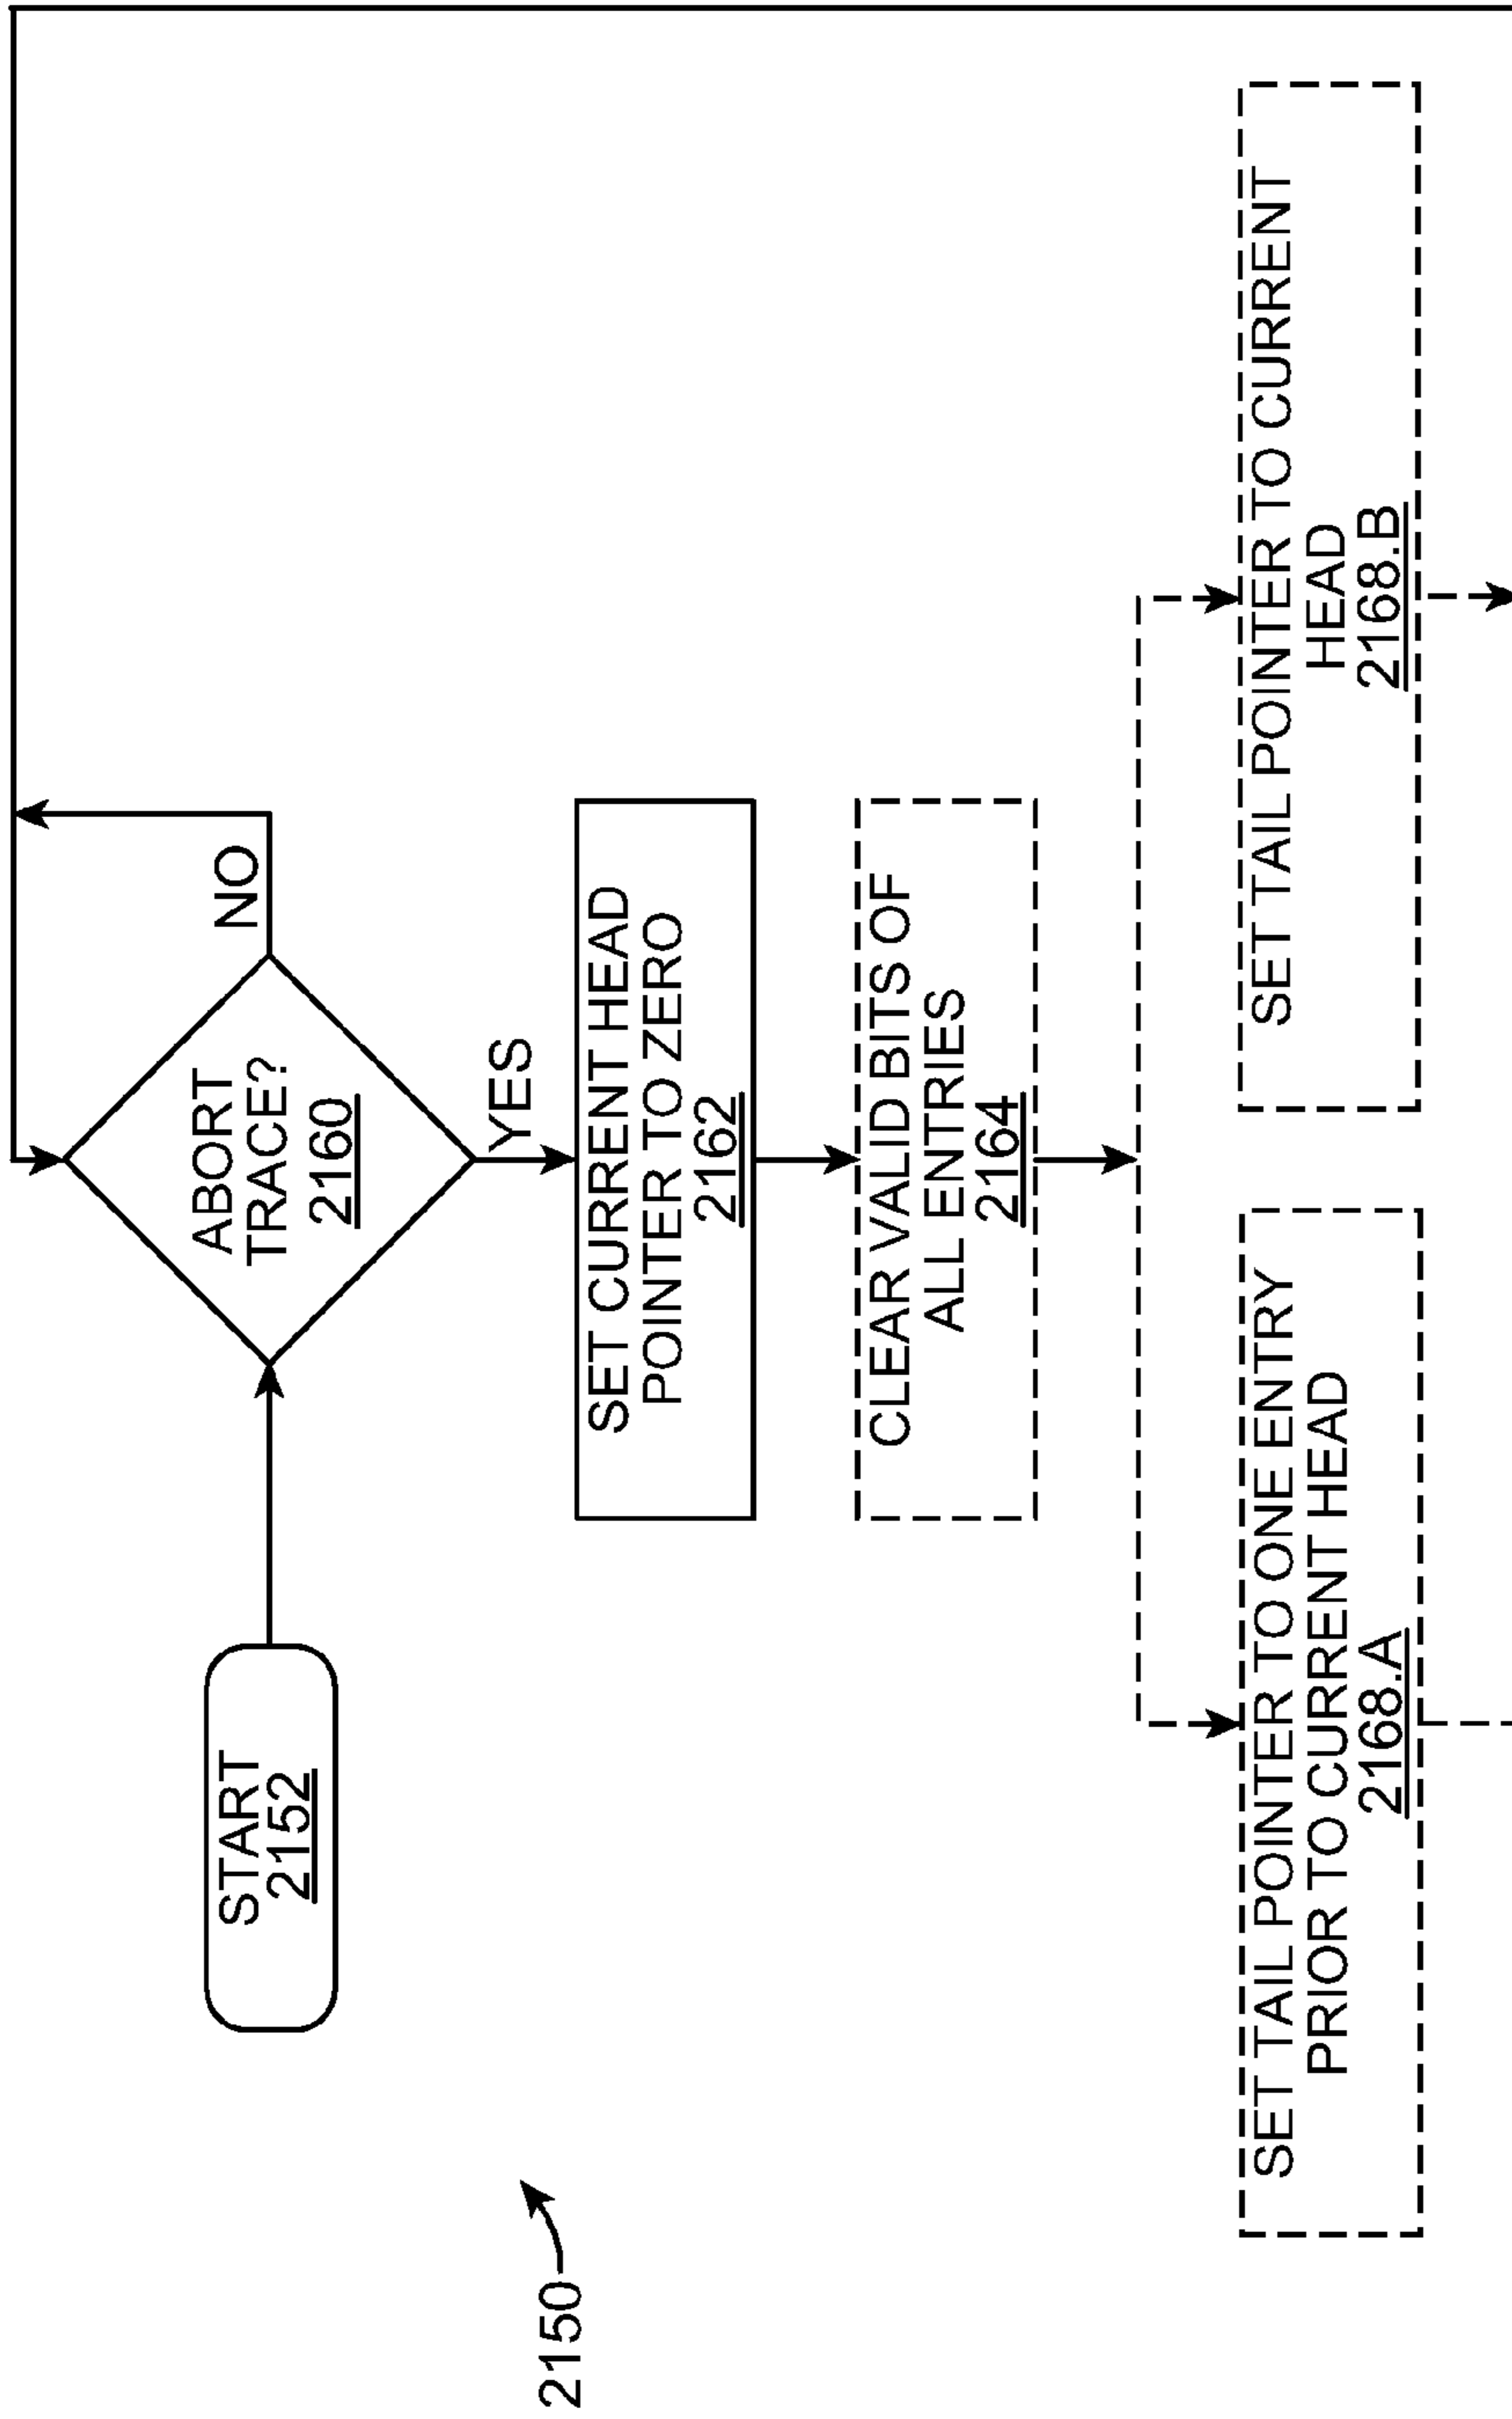 2150
START
2152
ABORT
TRACE?
2160
NO
YES
SET CURRENT HEAD
POINTER TO ZERO
2162
CLEAR VALID BITS OF
ALL ENTRIES
2164
SET TAIL POINTER TO ONE ENTRY
PRIOR TO CURRENT HEAD
2168.A
SET TAIL POINTER TO CURRENT
HEAD
2168.B